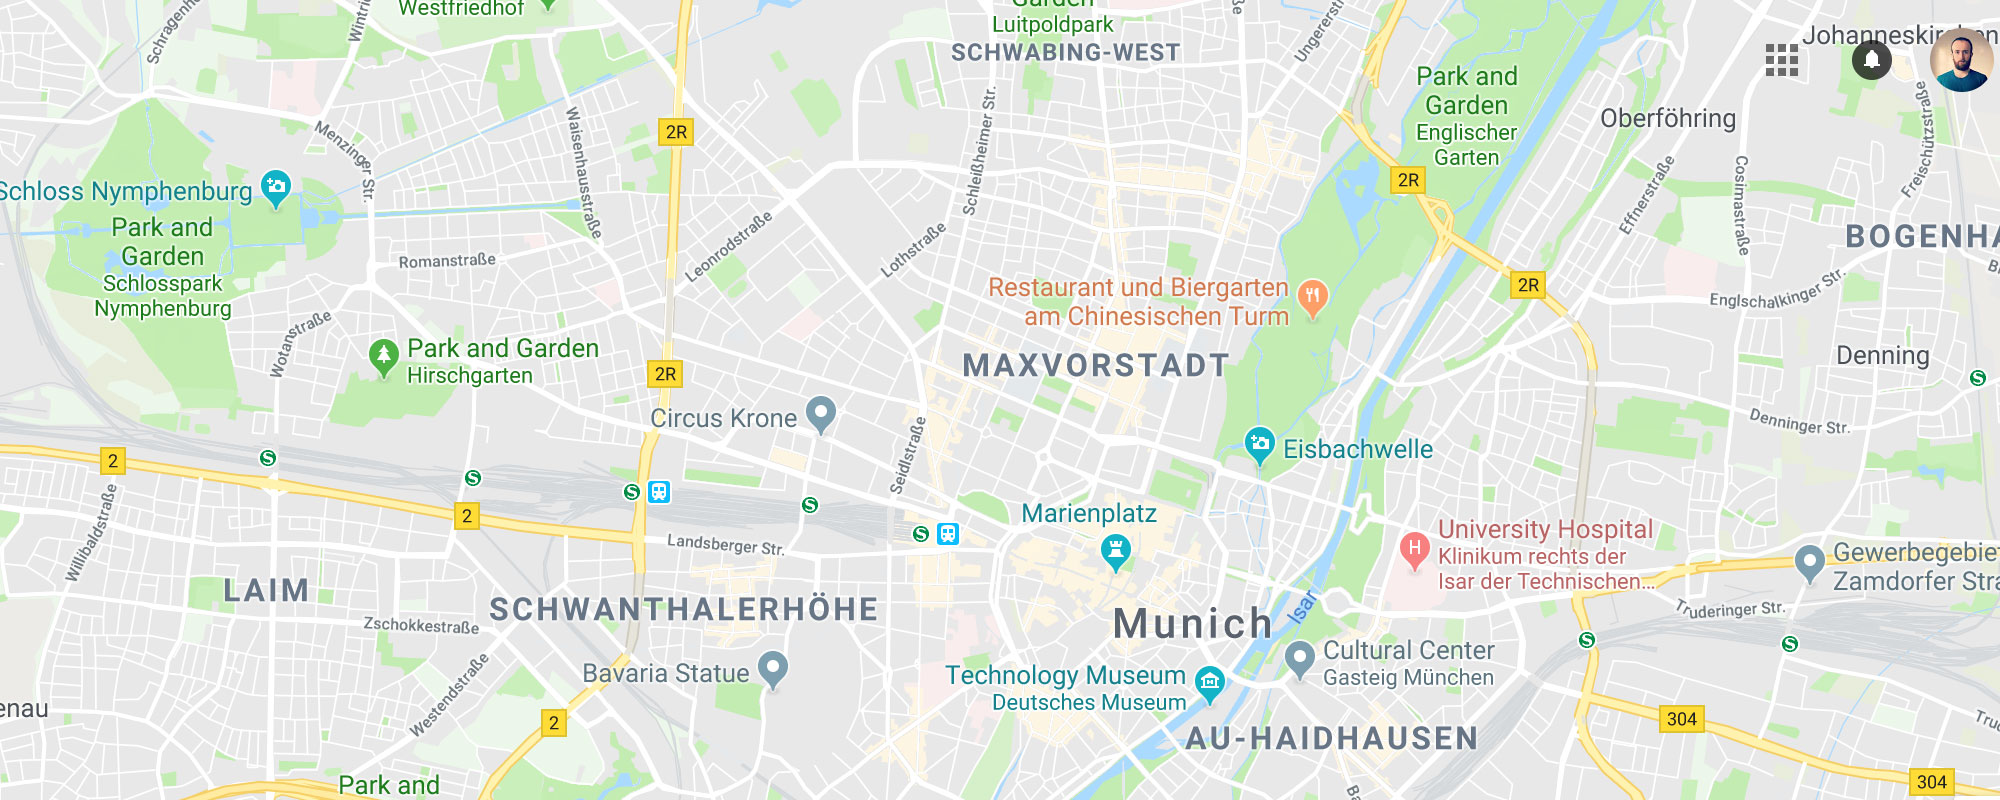 Westfriedhof
Garden
Luitpoldpark
SCHWABING-WEST
Park and
Garden
Englischer
Garten
Oberföhring
Schloss Nymphenburg
Park and
Garden
Schlosspark
Nymphenburg
Menzinger Str.
Waisenhausstraße
Romanstraße
Wotanstraße
Leonrodstraße
Lothstraße
Schleißheimer Str.
2R
2R
2R
2R
Effnerstraße
Cosimastraße
Freischützstraße
Englschalkinger Str.
Restaurant und Biergarten
am Chinesischen Turm
Park and Garden
Hirschgarten
MAXVORSTADT
Denning
Denninger Str.
Circus Krone
Seidlstraße
Eisbachwelle
2
2
Willibaldstraße
Landsberger Str.
Marienplatz
University Hospital
Klinikum rechts der
Isar der Technischen...
H
S
S
S
S
S
S
S
S
LAIM
SCHWANTHALERHÖHE
Munich
Isar
Zschokkestraße
Westendstraße
Truderinger Str.
Bavaria Statue
Technology Museum
Deutsches Museum
Cultural Center
Gasteig München
AU-HAIDHAUSEN
2
304
304
Park and